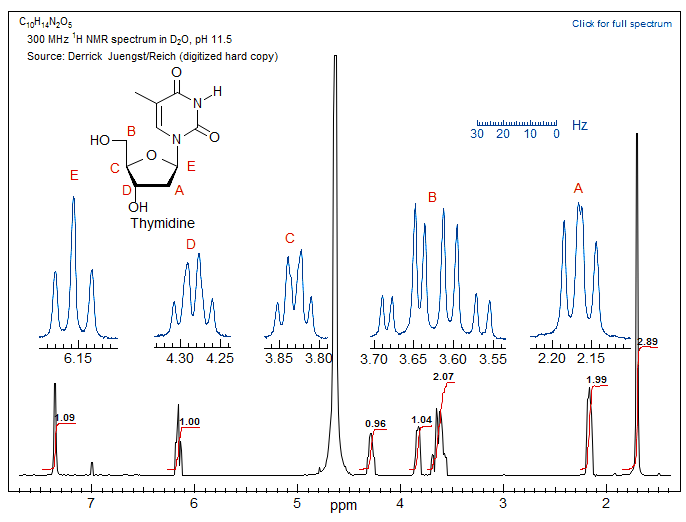 C10H14N2O5
Click for full spectrum
300 MHz 1H NMR spectrum in D2O, pH 11.5
Source: Derrick Juengst/Reich (digitized hard copy)
O
N H
N O
HO B
O
E
C
D A
OH
Thymidine
30 20 10 0 Hz
E
D
C
B
A
6.15
4.30 4.25
3.85 3.80
3.70 3.65 3.60 3.55
2.20 2.15
1.09
1.00
0.96
1.04
2.07
1.99
2.89
7 6 5 ppm 4 3 2